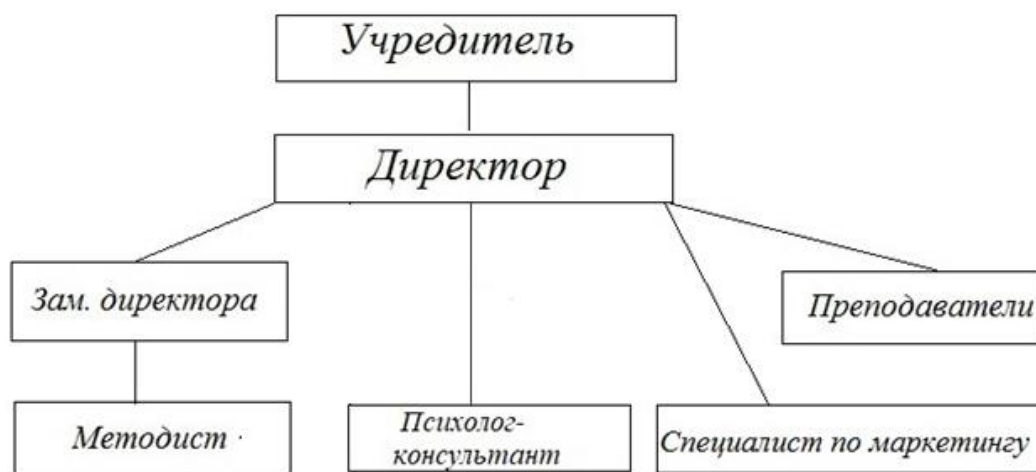 Учредитель
Директор
Зам. директора
Преподаватели
Методист
Психолог-
консультант
Специалист по маркетингу